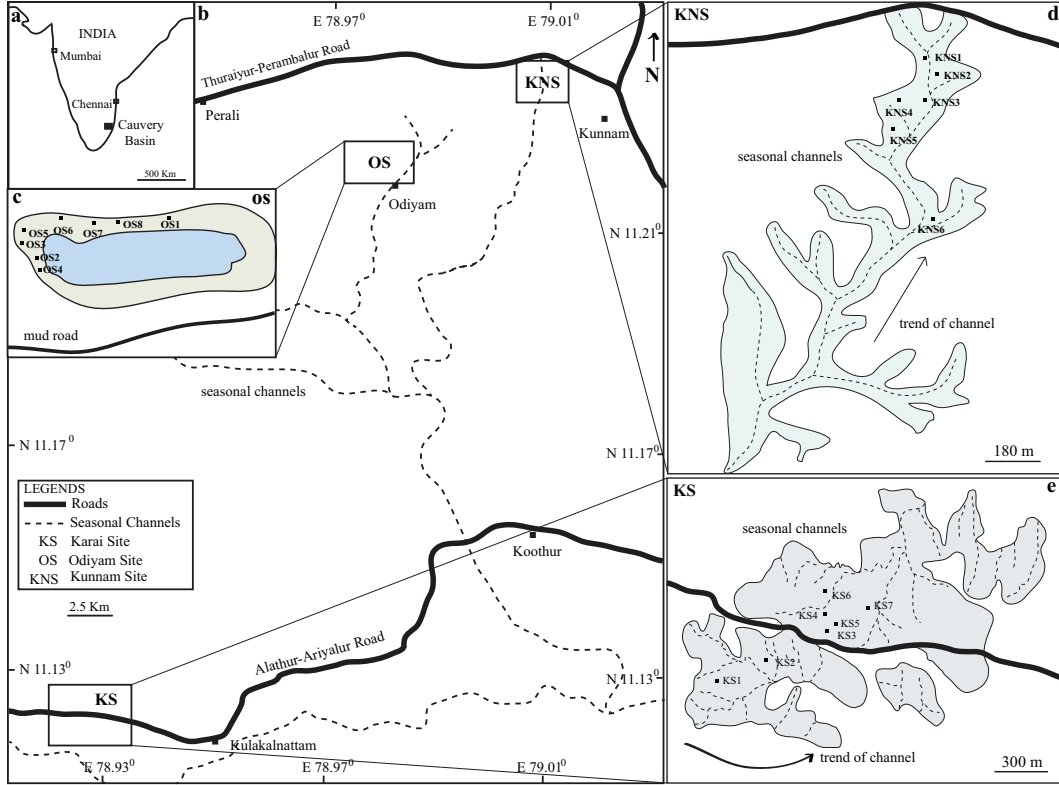 a
INDIA
Mumbai
Chennai
Cauvery
Basin
500 Km
b
E 78.97⁰
E 79.01⁰
Thuraiyur-Perambalur Road
Perali
KNS
N
Kunnam
OS
Odiyam
N 11.21⁰
seasonal channels
N 11.17⁰
N 11.17⁰
LEGENDS
Roads
Seasonal Channels
KS Karai Site
OS Odiyam Site
KNS Kunnam Site
2.5 Km
Koothur
Alathur-Ariyalur Road
N 11.13⁰
N 11.13⁰
KS
Kulakalnattam
E 78.93⁰
E 78.97⁰
E 79.01⁰
c
OS
OS5
OS6
OS7
OS8
OS1
OS3
OS2
OS4
mud road
KNS
d
KNS1
KNS2
KNS4
KNS3
KNS5
seasonal channels
KNS6
trend of channel
180 m
KS
e
seasonal channels
KS6
KS4
KS7
KS5
KS3
KS2
KS1
trend of channel
300 m